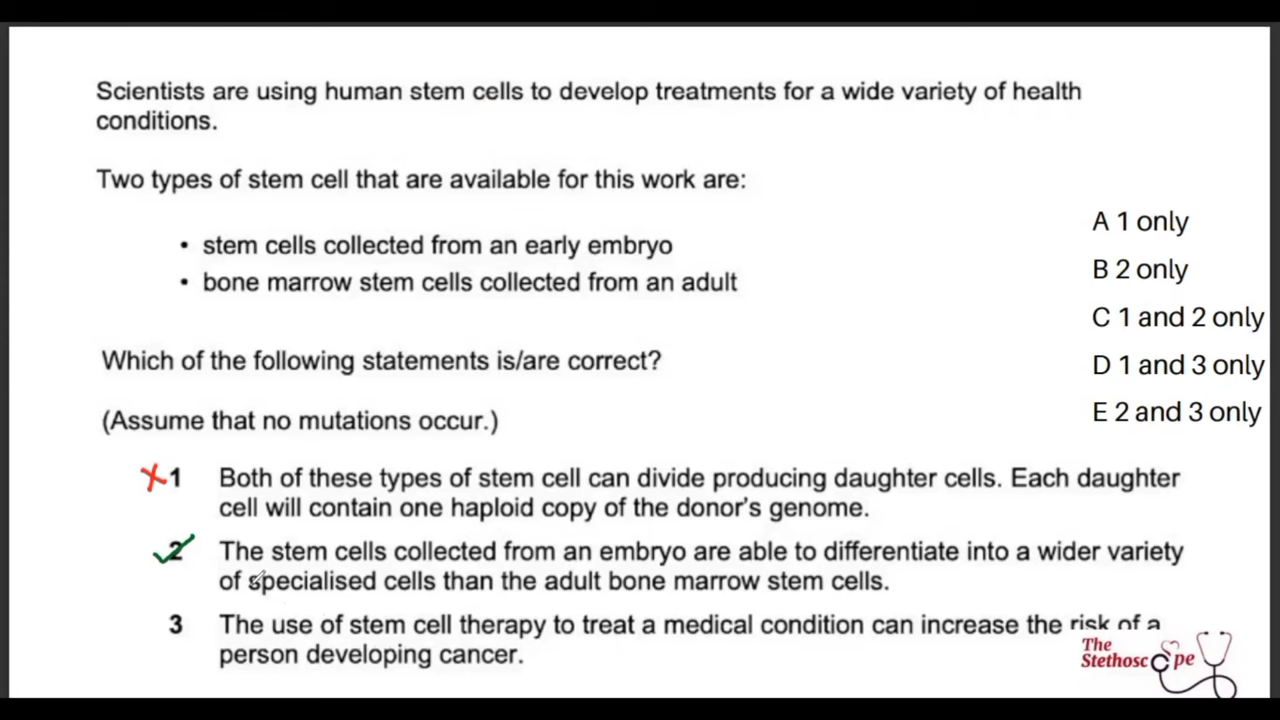 Scientists are using human stem cells to develop treatments for a wide variety of health
conditions.
Two types of stem cell that are available for this work are:
• stem cells collected from an early embryo
• bone marrow stem cells collected from an adult
Which of the following statements is/are correct?
(Assume that no mutations occur.)
1 Both of these types of stem cell can divide producing daughter cells. Each daughter
cell will contain one haploid copy of the donor's genome.
2 The stem cells collected from an embryo are able to differentiate into a wider variety
of specialised cells than the adult bone marrow stem cells.
3 The use of stem cell therapy to treat a medical condition can increase the risk of a
person developing cancer.
A 1 only
B 2 only
C 1 and 2 only
D 1 and 3 only
E 2 and 3 only
The
Stethoscope